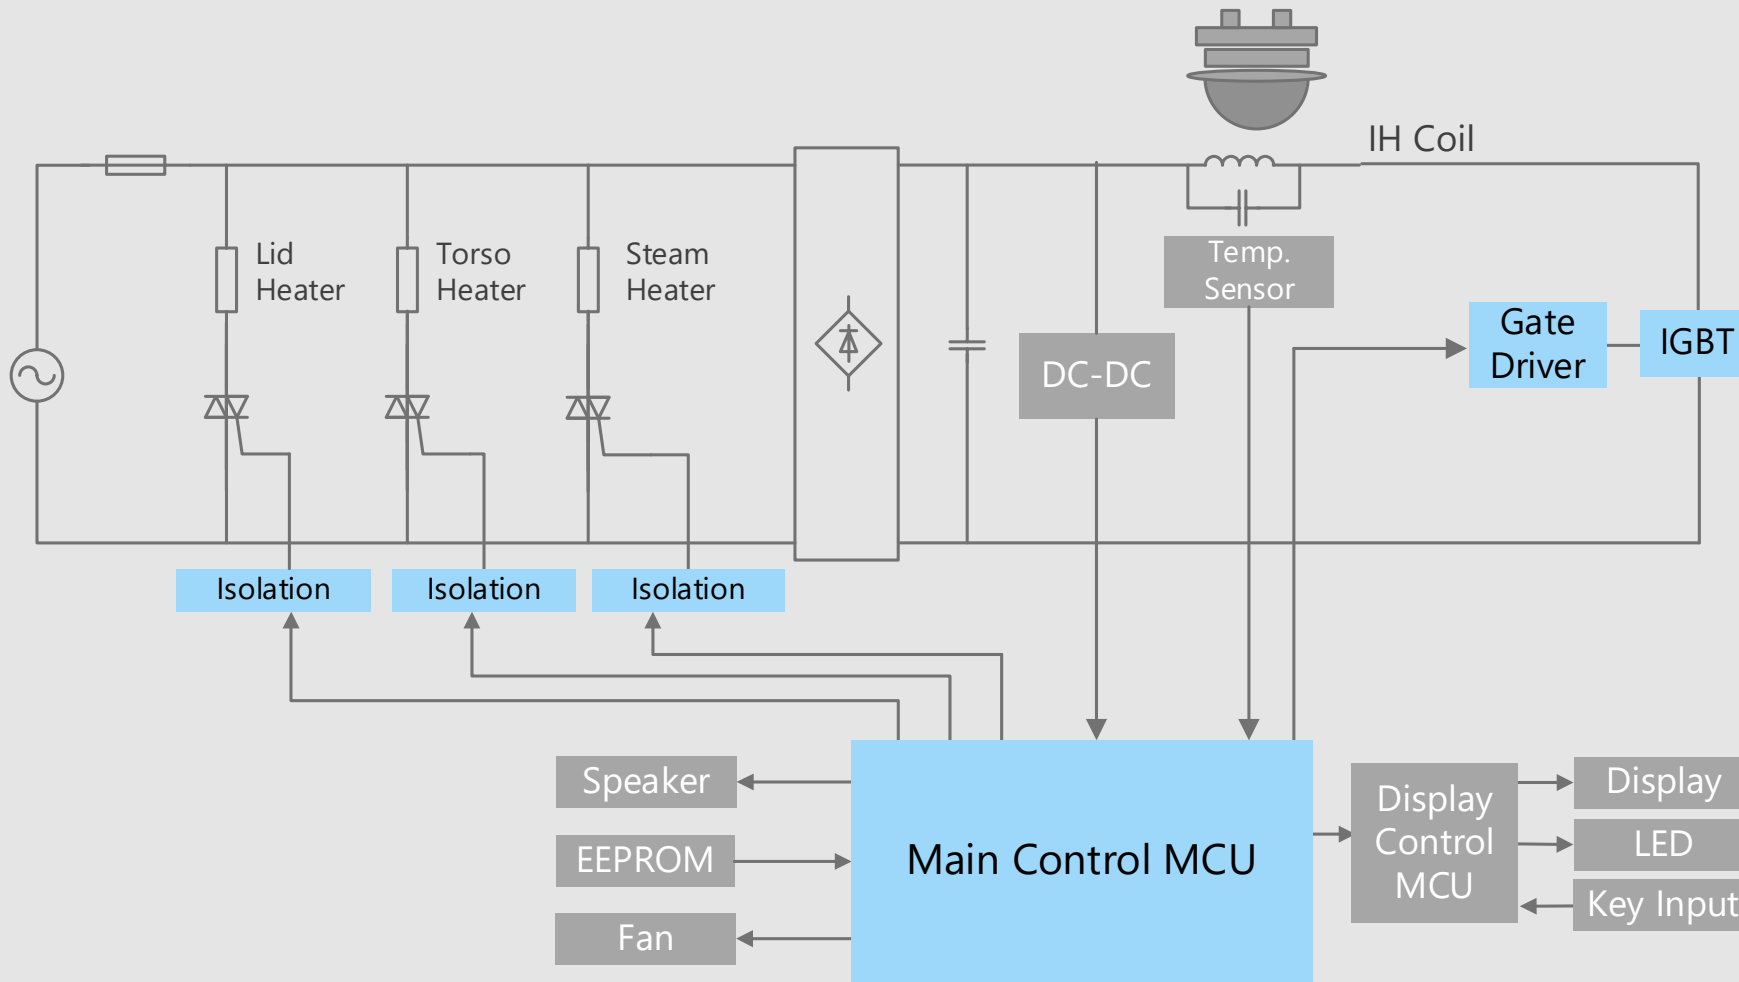 IH Coil
Lid
Heater
Torso
Heater
Steam
Heater
Temp.
Sensor
Gate
Driver
IGBT
DC-DC
Isolation
Isolation
Isolation
Speaker
EEPROM
Fan
Main Control MCU
Display
Control
MCU
Display
LED
Key Input